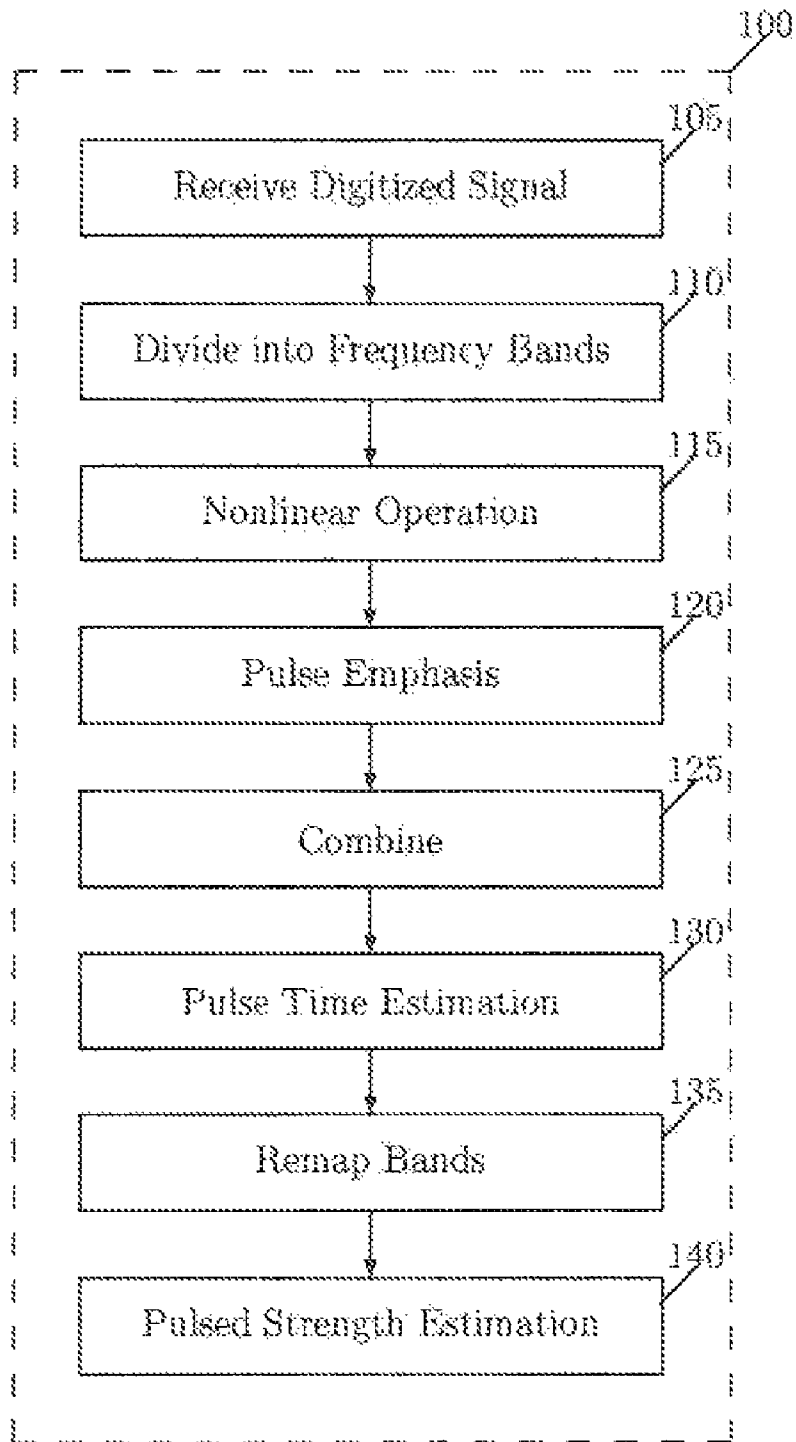 100
105
Receive Digitized Signal
110
Divide into Frequency Bands
115
Nonlinear Operation
120
Pulse Emphasis
125
Combine
130
Pulse Time Estimation
135
Remap Bands
140
Pulsed Strength Estimation